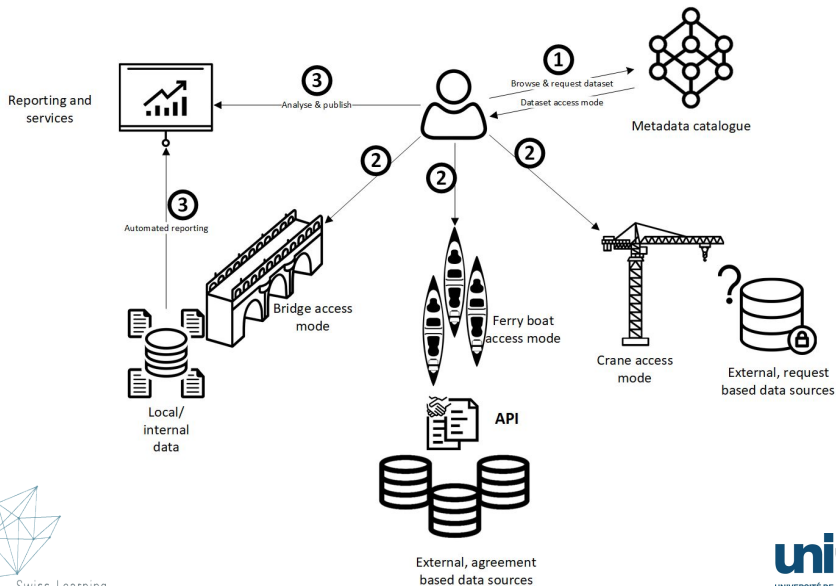 1
Browse & request dataset
Dataset access mode
Metadata catalogue
3
Analyse & publish
Reporting and
services
2
2
2
3
Automated reporting
Bridge access
mode
Ferry boat
access mode
Crane access
mode
?
External, request
based data sources
Local/
internal
data
API
External, agreement
based data sources
Swiss Learning
uni
UNIVERSITÉ DE